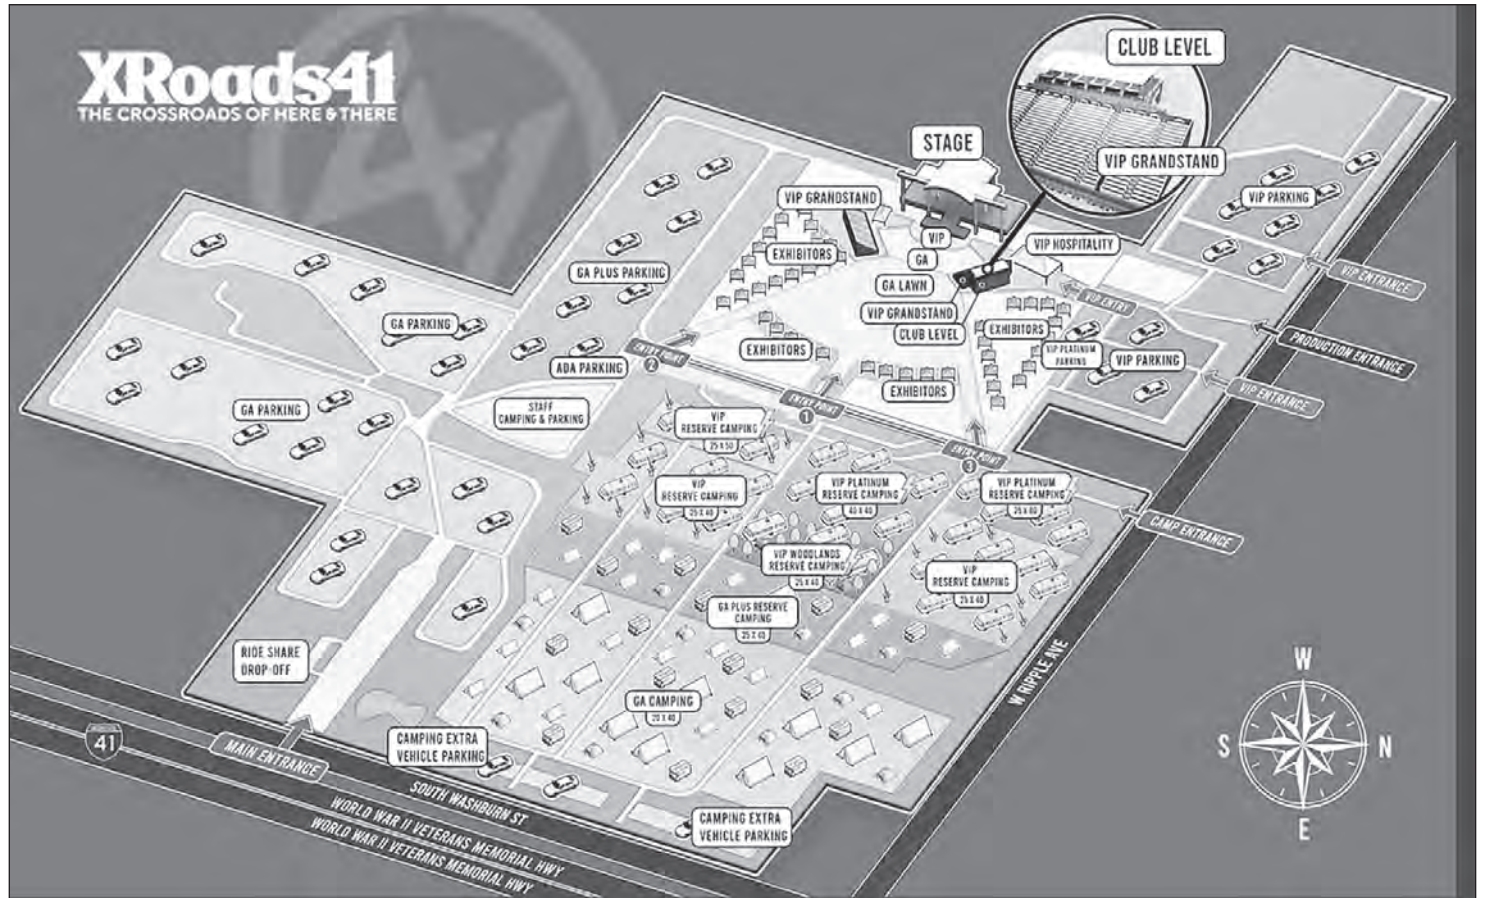 XRoads41
THE CROSSROADS OF HERE & THERE
CLUB LEVEL
VIP GRANDSTAND
STAGE
VIP GRANDSTAND
VIP PARKING
VIP
VIP HOSPITALITY
EXHIBITORS
GA
GA PLUS PARKING
VIP ENTRANCE
GA LAWN
VIP ENTRY
VIP GRANDSTAND
GA PARKING
EXHIBITORS
CLUB LEVEL
PRODUCTION ENTRANCE
ENTRY POINT
2
EXHIBITORS
VIP PLATINUM
PARKING
VIP PARKING
ADA PARKING
EXHIBITORS
VIP ENTRANCE
GA PARKING
STAFF
CAMPING & PARKING
ENTRY POINT
1
VIP
RESERVE CAMPING
25 X 50
ENTRY POINT
3
VIP
RESERVE CAMPING
25 X 40
VIP PLATINUM
RESERVE CAMPING
40 X 40
VIP PLATINUM
RESERVE CAMPING
CAMP ENTRANCE
VIP WOODLANDS
RESERVE CAMPING
25 X 40
VIP
RESERVE CAMPING
25 X 40
GA PLUS RESERVE
CAMPING
25 X 40
RIDE SHARE
DROP-OFF
GA CAMPING
20 X 40
W RIPPLE AVE
W
S
N
E
41
MAIN ENTRANCE
CAMPING EXTRA
VEHICLE PARKING
SOUTH WASHBURN ST
WORLD WAR II VETERANS MEMORIAL HWY
WORLD WAR II VETERANS MEMORIAL HWY
CAMPING EXTRA
VEHICLE PARKING